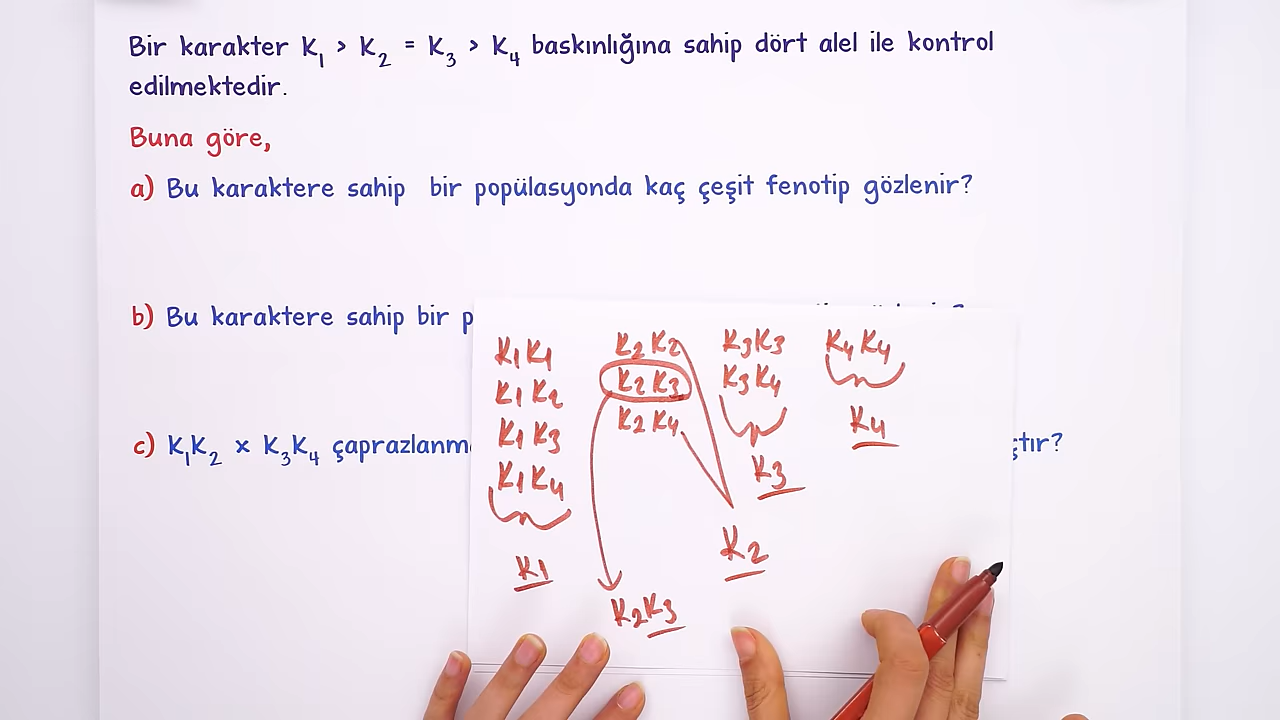 Bir karakter K₁ > K₂ = K₃ > K₄ baskınlığına sahip dört alel ile kontrol
edilmektedir.
Buna göre,
a) Bu karaktere sahip bir popülasyonda kaç çeşit fenotip gözlenir?
b) Bu karaktere sahip bir
c) K₁K₂ x K₃K₄
K₁K₁ K₂K₂ K₃K₃ K₄K₄
K₁K₂ K₂K₃ K₃K₄
K₁K₃ K₂K₄ K₄
K₁K₄ K₃
K₁ K₂
K₂K₃